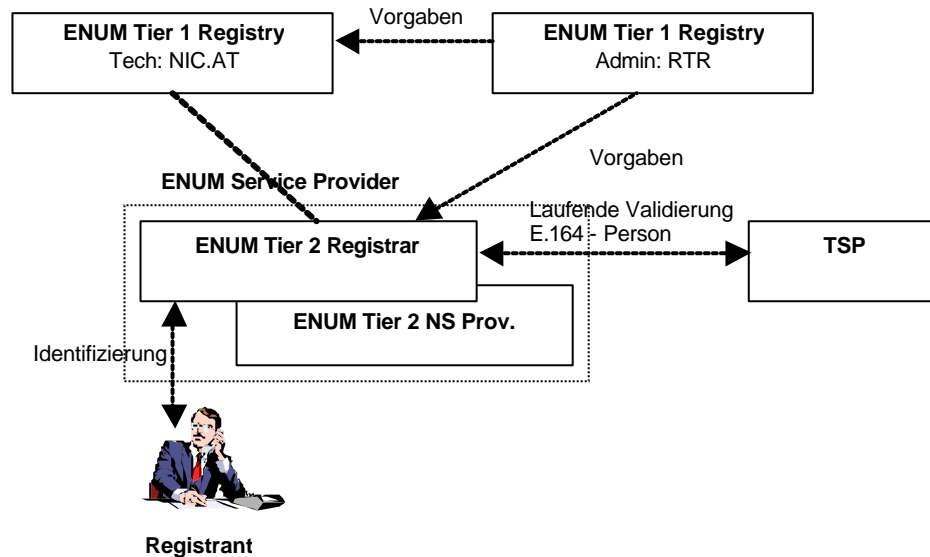 Vorgaben
ENUM Tier 1 Registry
Tech: NIC.AT
ENUM Tier 1 Registry
Admin: RTR
Vorgaben
ENUM Service Provider
Laufende Validierung
E.164 - Person
ENUM Tier 2 Registrar
TSP
ENUM Tier 2 NS Prov.
Identifizierung
Registrant